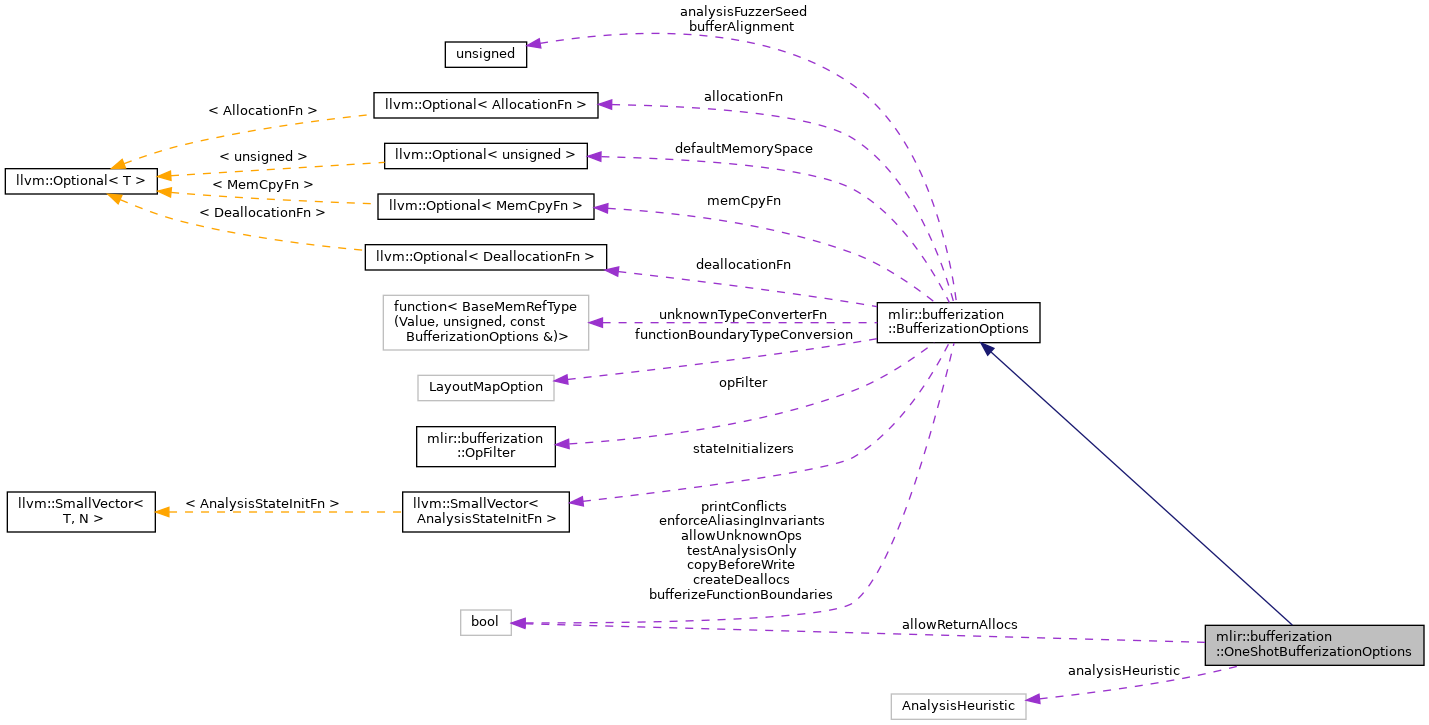 analysisFuzzerSeed
bufferAlignment
unsigned
allocationFn
llvm::Optional< AllocationFn >
< AllocationFn >
defaultMemorySpace
llvm::Optional< unsigned >
< unsigned >
llvm::Optional< T >
< MemCpyFn >
memCpyFn
llvm::Optional< MemCpyFn >
< DeallocationFn >
llvm::Optional< DeallocationFn >
deallocationFn
function< BaseMemRefType
(Value, unsigned, const
BufferizationOptions &)>
unknownTypeConverterFn
mlir::bufferization
::BufferizationOptions
functionBoundaryTypeConversion
LayoutMapOption
opFilter
mlir::bufferization
::OpFilter
stateInitializers
llvm::SmallVector<
T, N >
< AnalysisStateInitFn >
llvm::SmallVector<
AnalysisStateInitFn >
printConflicts
enforceAliasingInvariants
allowUnknownOps
testAnalysisOnly
copyBeforeWrite
createDeallocs
bufferizeFunctionBoundaries
bool
allowReturnAllocs
mlir::bufferization
::OneShotBufferizationOptions
analysisHeuristic
AnalysisHeuristic